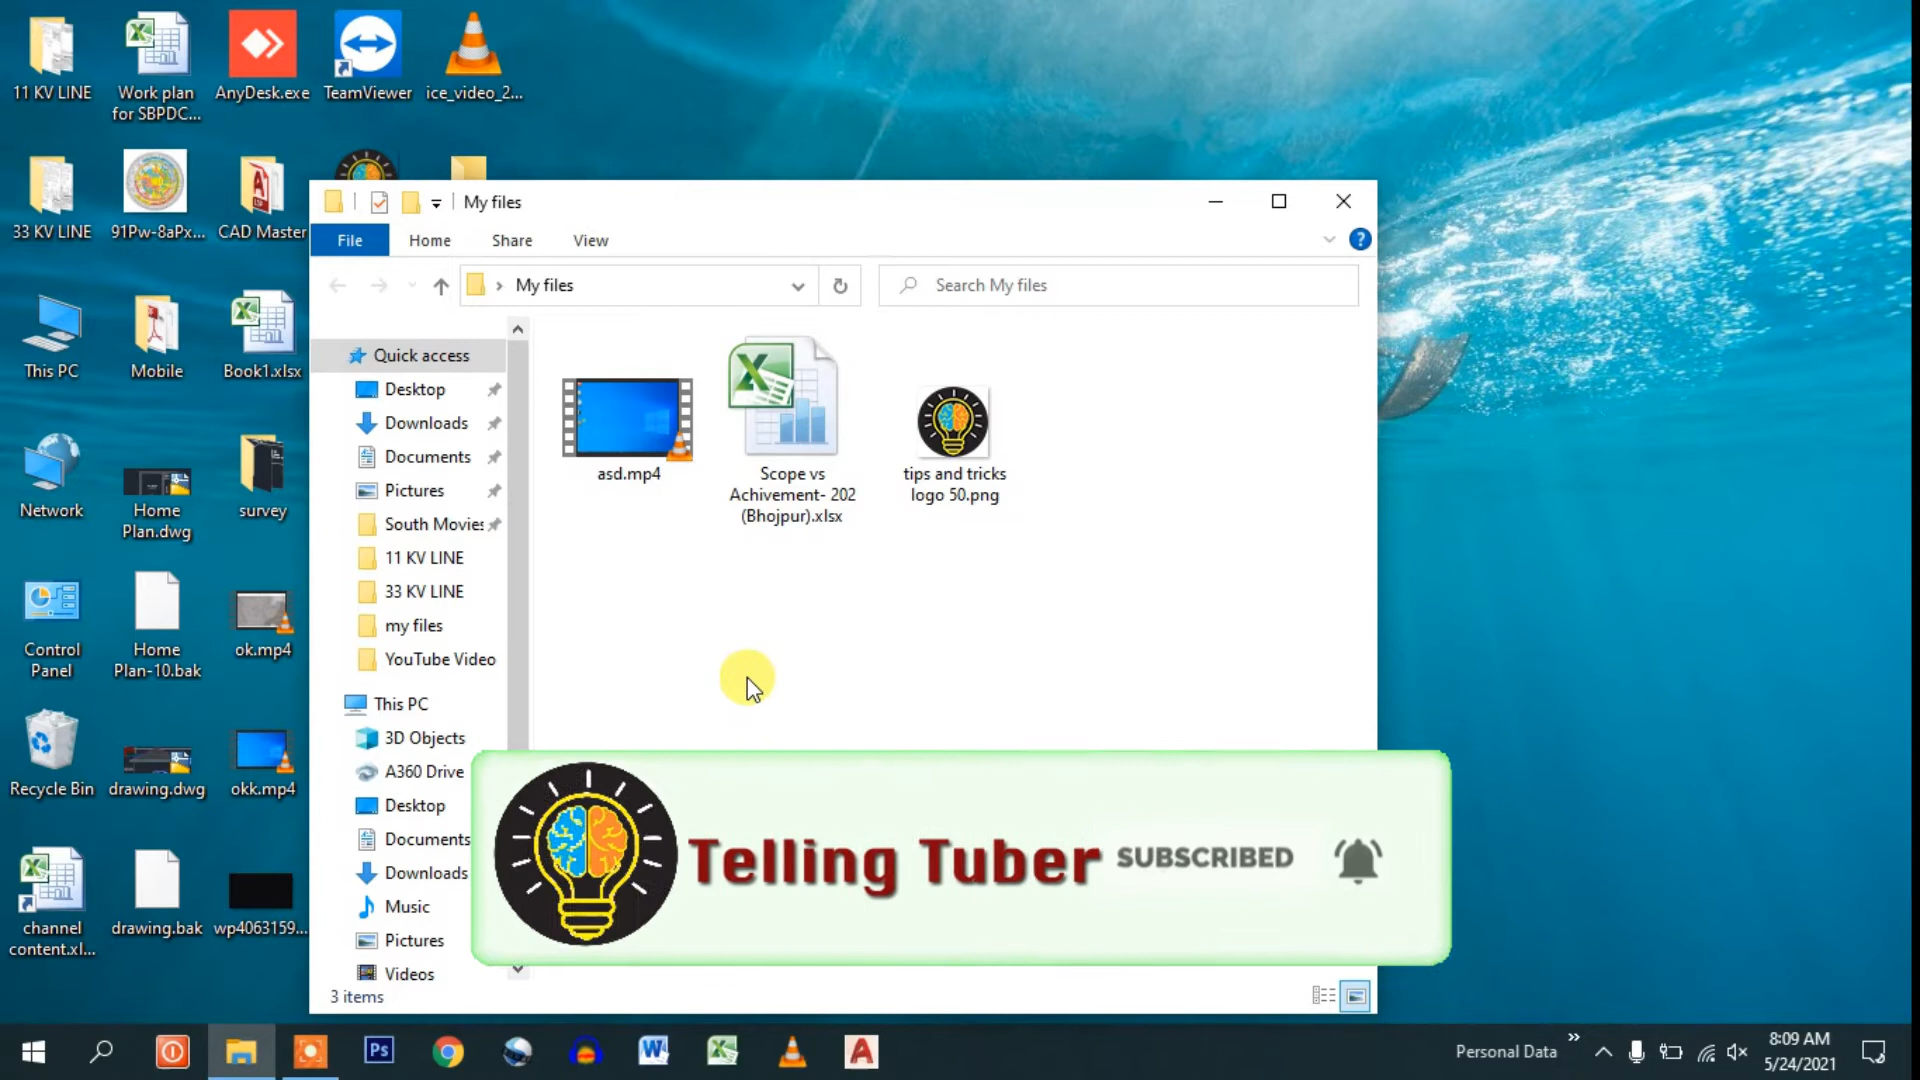 11 KV LINE
Work plan
for SBPDC...
AnyDesk.exe
TeamViewer
ice_video_2...
33 KV LINE
91Pw-8aPx...
CAD Master
This PC
Mobile
Book1.xlsx
Network
Home
Plan.dwg
survey
Control
Panel
Home
Plan-10.bak
ok.mp4
Recycle Bin
drawing.dwg
okk.mp4
channel
content.xl...
drawing.bak
wp4063159...
My files
File
Home
Share
View
?
My files
Search My files
Quick access
Desktop
Downloads
Documents
Pictures
South Movies
11 KV LINE
33 KV LINE
my files
YouTube Video
This PC
3D Objects
A360 Drive
Desktop
Documents
Downloads
Music
Pictures
Videos
asd.mp4
Scope vs
Achivement- 202
(Bhojpur).xlsx
tips and tricks
logo 50.png
3 items
Telling Tuber
SUBSCRIBED
Ps
Personal Data
8:09 AM
5/24/2021